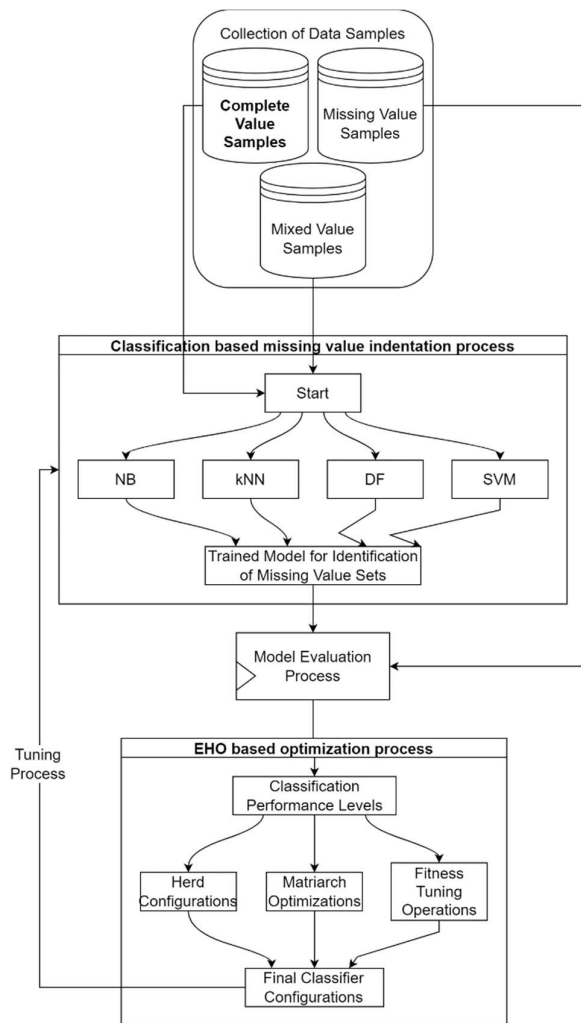 Collection of Data Samples
Complete
Value
Samples
Missing Value
Samples
Mixed Value
Samples
Classification based missing value indentation process
Start
NB
kNN
DF
SVM
Trained Model for Identification
of Missing Value Sets
Model Evaluation
Process
Tuning
Process
EHO based optimization process
Classification
Performance Levels
Herd
Configurations
Matriarch
Optimizations
Fitness
Tuning
Operations
Final Classifier
Configurations